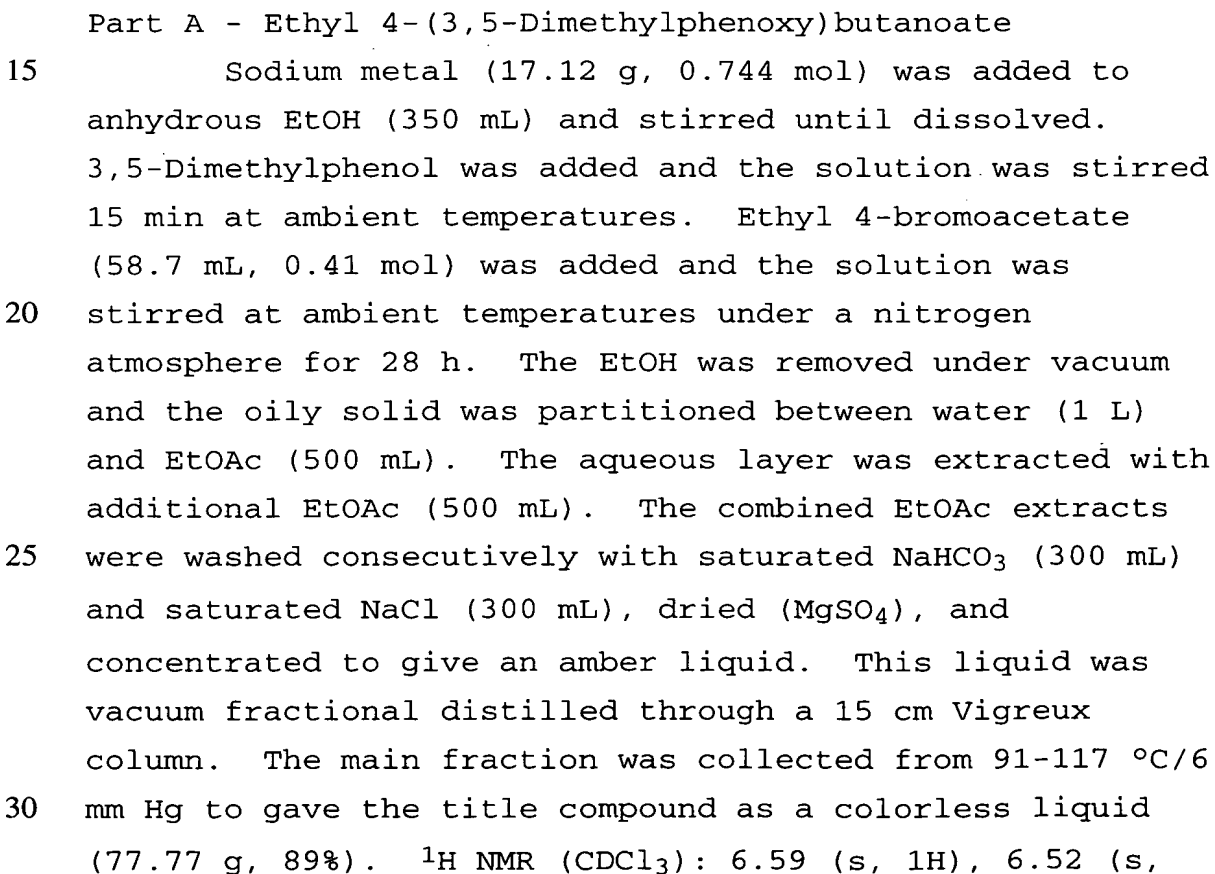 Part A - Ethyl 4-(3,5-Dimethylphenoxy)butanoate
15 Sodium metal (17.12 g, 0.744 mol) was added to
anhydrous EtOH (350 mL) and stirred until dissolved.
3,5-Dimethylphenol was added and the solution was stirred
15 min at ambient temperatures. Ethyl 4-bromoacetate
(58.7 mL, 0.41 mol) was added and the solution was
20 stirred at ambient temperatures under a nitrogen
atmosphere for 28 h. The EtOH was removed under vacuum
and the oily solid was partitioned between water (1 L)
and EtOAc (500 mL). The aqueous layer was extracted with
additional EtOAc (500 mL). The combined EtOAc extracts
25 were washed consecutively with saturated NaHCO3 (300 mL)
and saturated NaCl (300 mL), dried (MgSO4), and
concentrated to give an amber liquid. This liquid was
vacuum fractional distilled through a 15 cm Vigreux
column. The main fraction was collected from 91-117 °C/6
30 mm Hg to gave the title compound as a colorless liquid
(77.77 g, 89%). 1H NMR (CDCl3): 6.59 (s, 1H), 6.52 (s,